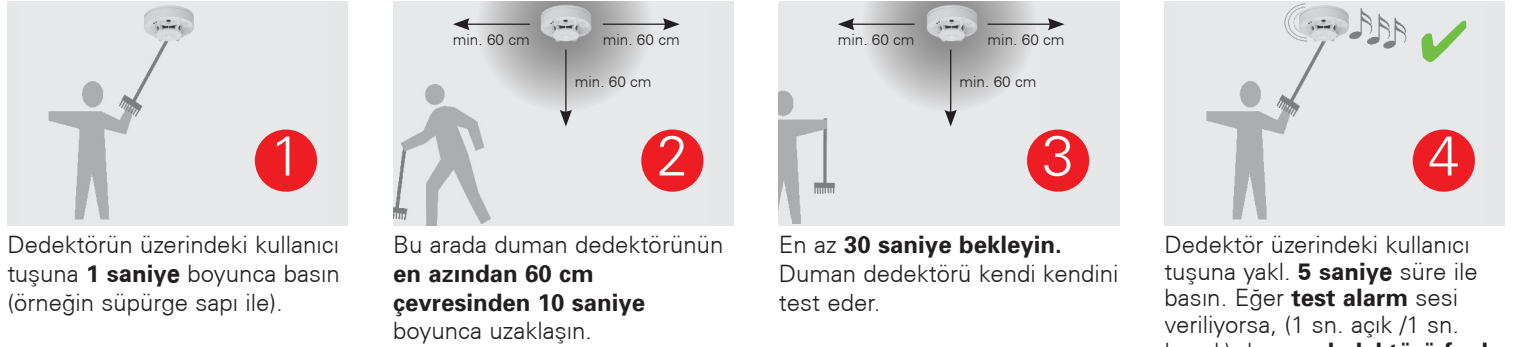 min. 60 cm min. 60 cm
min. 60 cm
min. 60 cm min. 60 cm
min. 60 cm
1
2
3
4
Dedektörün üzerindeki kullanıcı
tuşuna 1 saniye boyunca basın
(örneğin süpürge sapı ile).
Bu arada duman dedektörünün
en azından 60 cm
çevresinden 10 saniye
boyunca uzaklaşın.
En az 30 saniye bekleyin.
Duman dedektörü kendi kendini
test eder.
Dedektör üzerindeki kullanıcı
tuşuna yakl. 5 saniye süre ile
basın. Eğer test alarm sesi
veriliyorsa, (1 sn. açık /1 sn.